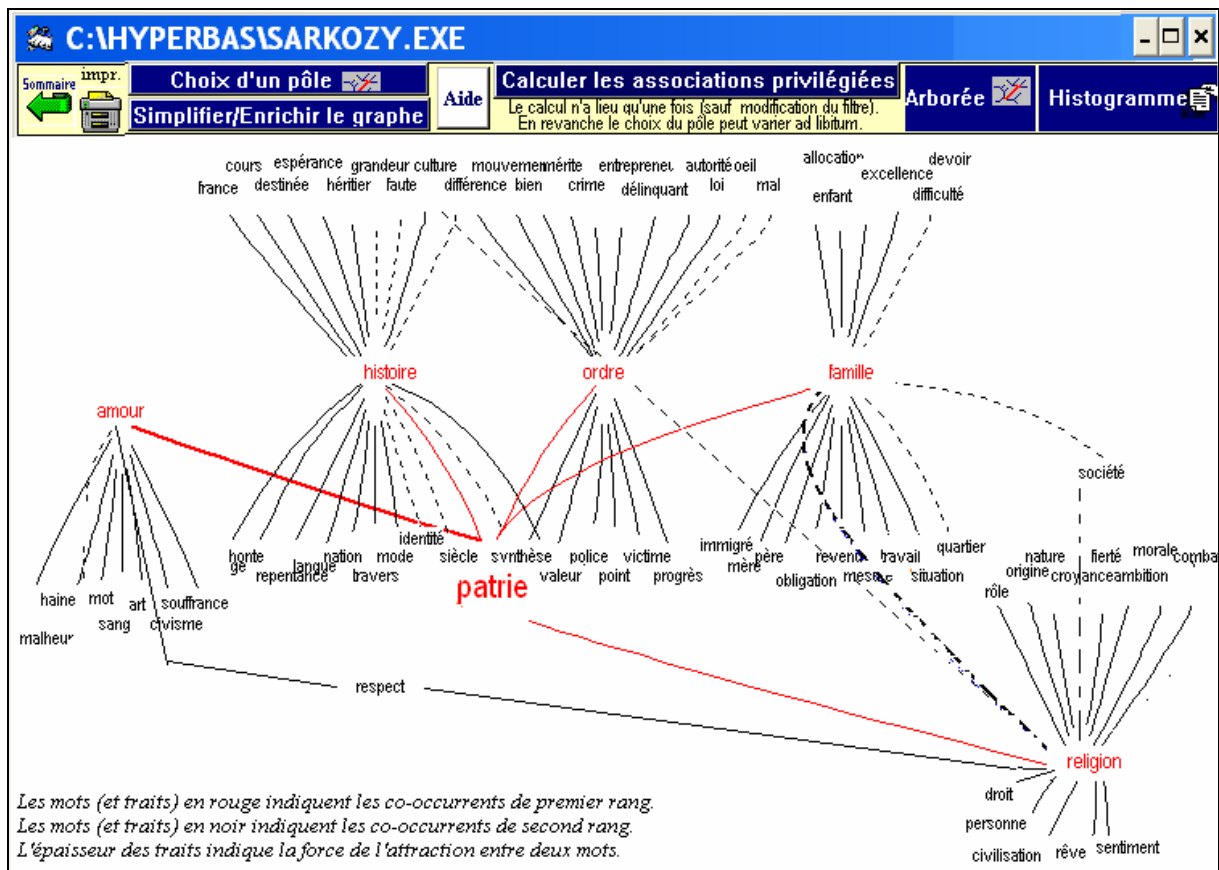 C:\HYPERBAS\SARKOZY.EXE
Sommaire impr. Choix d'un pôle Simplifier/Enrichir le graphe Aide Calculer les associations privilégiées
Le calcul n'a lieu qu'une fois (sauf modification du filtre).
En revanche le choix du pôle peut varier ad libitum.
Arborée Histogramme
cours espérance grandeur culture mouvement mérite entrepreneu autorité oeil allocation devoir
excellence
france destinée héritier faute différence bien crime délinquant loi mal enfant difficulté
histoire ordre famille
amour
société
identité
honte nation mode siècle synthèse police victime immigré père revenu travail quartier
ge langue mère
repentance travers valeur point progrès obligation situation
nature fierté morale comba
origine croyance ambition
rôle
patrie
haine mot art souffrance
sang civisme
malheur
respect
religion
droit
personne
civilisation rêve sentiment
Les mots (et traits) en rouge indiquent les co-occurrents de premier rang.
Les mots (et traits) en noir indiquent les co-occurrents de second rang.
L'épaisseur des traits indique la force de l'attraction entre deux mots.